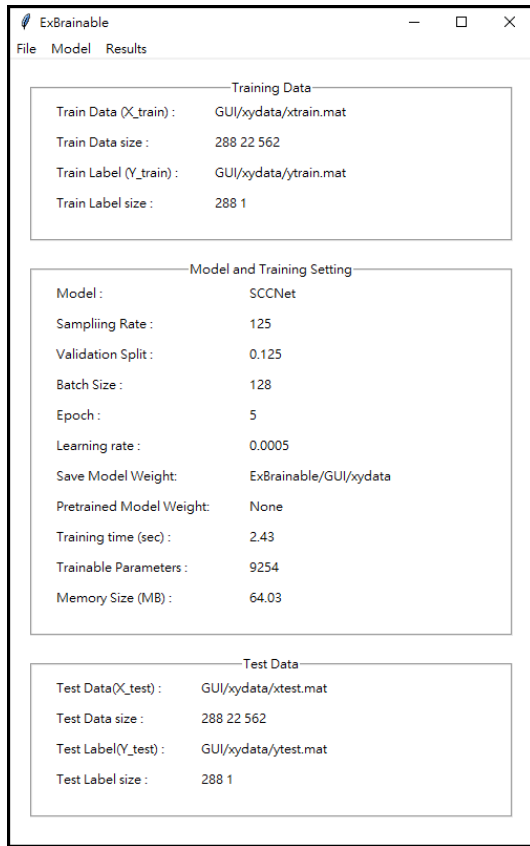 ExBrainable
File Model Results
Training Data
Train Data (X_train) : GUI/xydata/xtrain.mat
Train Data size : 288 22 562
Train Label (Y_train) : GUI/xydata/ytrain.mat
Train Label size : 288 1
Model and Training Setting
Model : SCCNet
Sampliing Rate : 125
Validation Split : 0.125
Batch Size : 128
Epoch : 5
Learning rate : 0.0005
Save Model Weight: ExBrainable/GUI/xydata
Pretrained Model Weight: None
Training time (sec) : 2.43
Trainable Parameters : 9254
Memory Size (MB) : 64.03
Test Data
Test Data(X_test) : GUI/xydata/xtest.mat
Test Data size : 288 22 562
Test Label(Y_test) : GUI/xydata/ytest.mat
Test Label size : 288 1